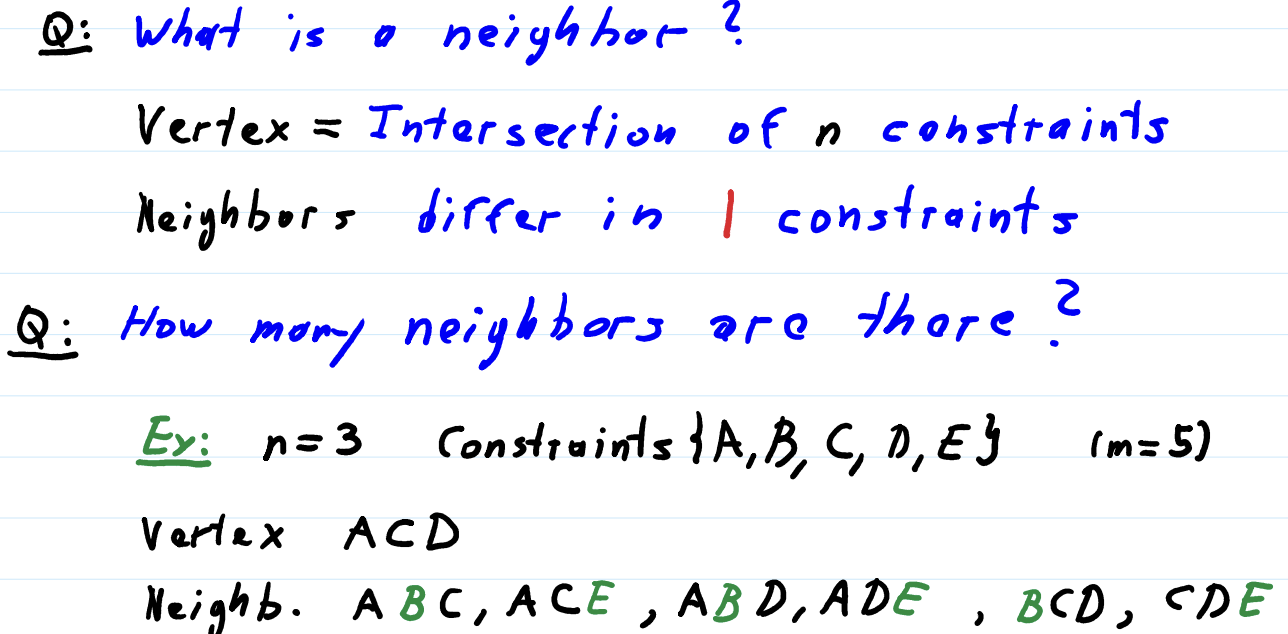 Q: What is a neighbor?
Vertex = Intersection of n constraints
Neighbors differ in 1 constraints
Q: How many neighbors are there?
Ex: n=3 Constraints {A, B, C, D, E} (m=5)
Vertex ACD
Neighb. ABC, ACE, ABD, ADE, BCD, CDE